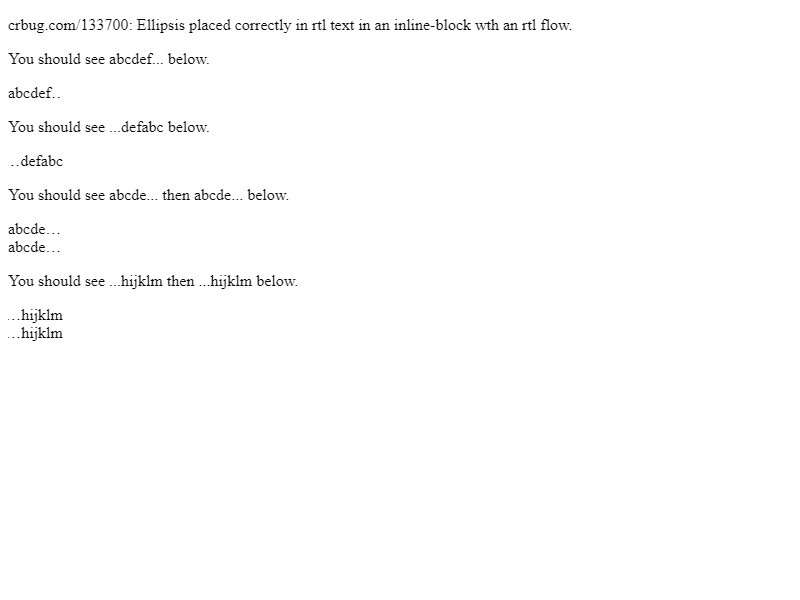 crbug.com/133700: Ellipsis placed correctly in rtl text in an inline-block wth an rtl flow.
You should see abcdef... below.
abcdef..
You should see ...defabc below.
..defabc
You should see abcde... then abcde... below.
abcde...
abcde...
You should see ...hijklm then ...hijklm below.
...hijklm
...hijklm